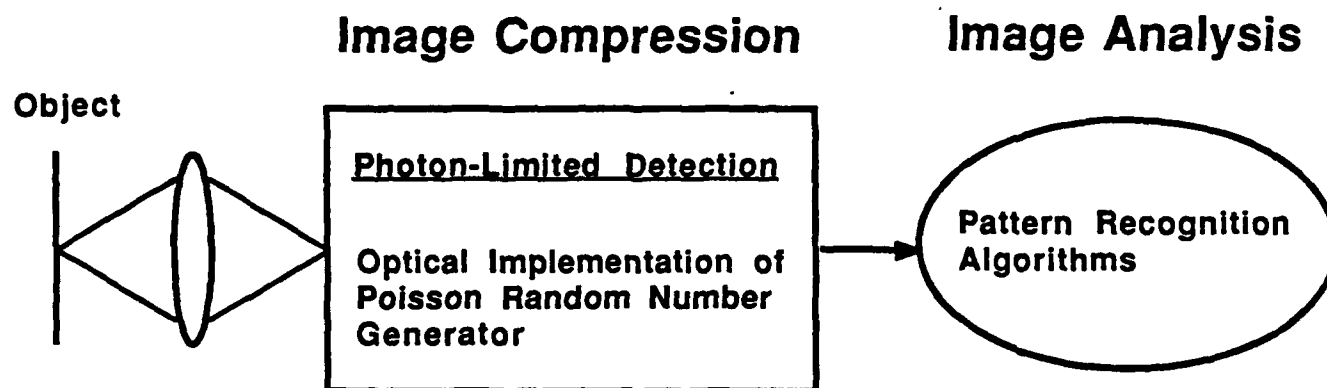 Image Compression
Image Analysis
Object
Photon-Limited Detection
Optical Implementation of
Poisson Random Number
Generator
Pattern Recognition
Algorithms